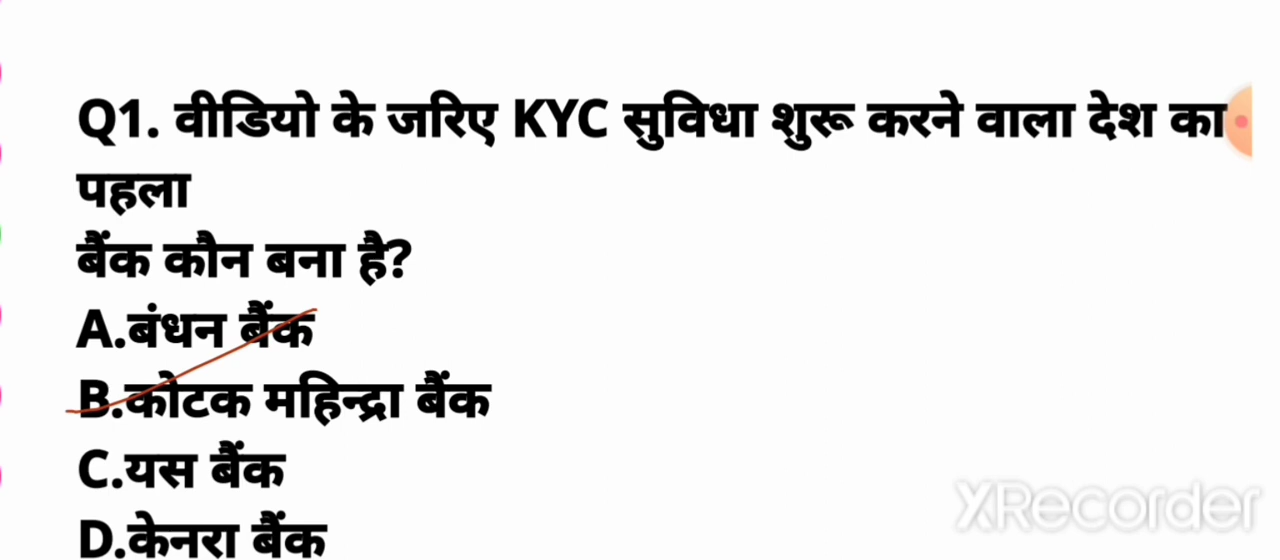 Q1. वीडियो के जरिए KYC सुविधा शुरू करने वाला देश का
पहला
बैंक कौन बना है?
A.बंधन बैंक
B.कोटक महिन्द्रा बैंक
C.यस बैंक
D.केनरा बैंक
XRecorder